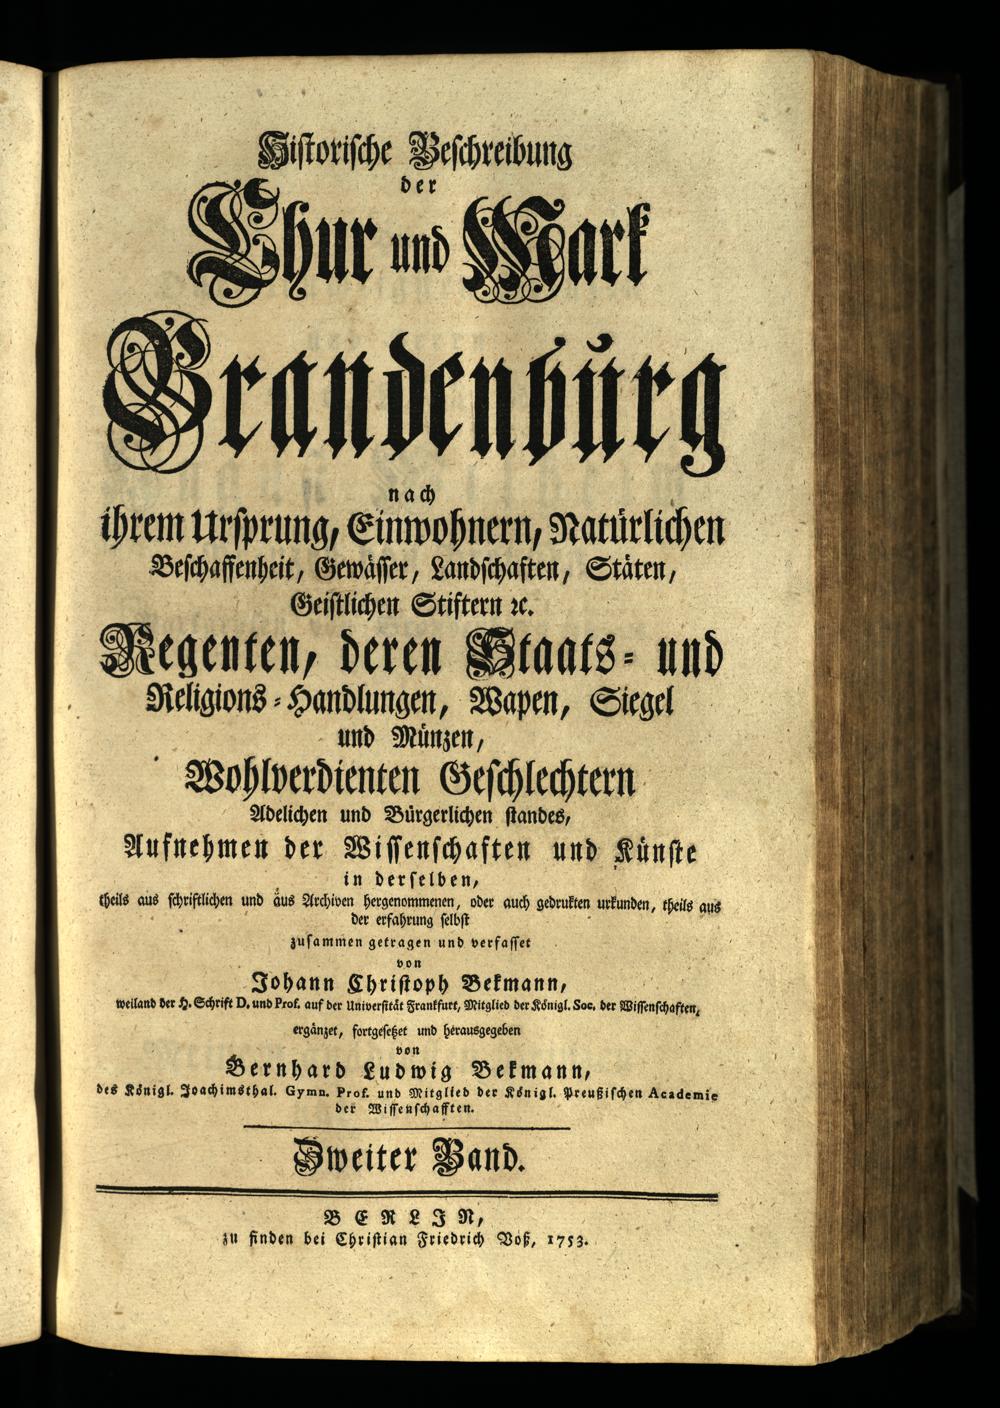 Historische Beschreibung
der
Chur und Mark
Brandenburg
nach
ihrem Ursprung, Einwohnern, Natürlichen
Beschaffenheit, Gewässer, Landschaften, Stäten,
Geistlichen Stiftern ꝛc.
Regenten, deren Staats- und
Religions-Handlungen, Wapen, Siegel
und Münzen,
Wohlverdienten Geschlechtern
Adelichen und Bürgerlichen standes,
Aufnehmen der Wissenschaften und Künste
in derselben,
theils aus schriftlichen und aus Archiven hergenommenen, oder auch gedrukten urkunden, theils aus
der erfahrung selbst
zusammen getragen und verfasset
von
Johann Christoph Bekmann,
weiland der H. Schrift D. und Prof. auf der Universität Frankfurt, Mitglied der Königl. Soc. der Wissenschaften,
ergänzet, fortgesetzet und herausgegeben
von
Bernhard Ludwig Bekmann,
des Königl. Joachimsthal. Gymn. Prof. und Mitglied der Königl. Preußischen Academie
der Wissenschafften.
Zweiter Band.
BERLIN,
zu finden bei Christian Friedrich Voß, 1753.